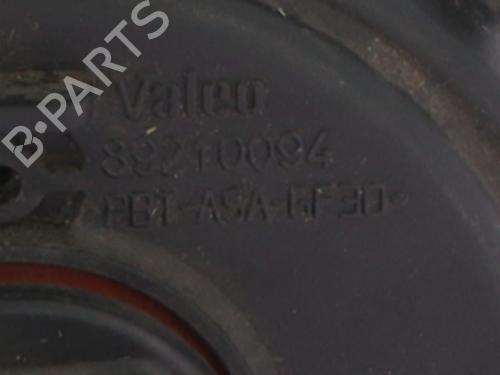 B-PARTS
Valeo
89210094
>PBT-ASA-GF30<